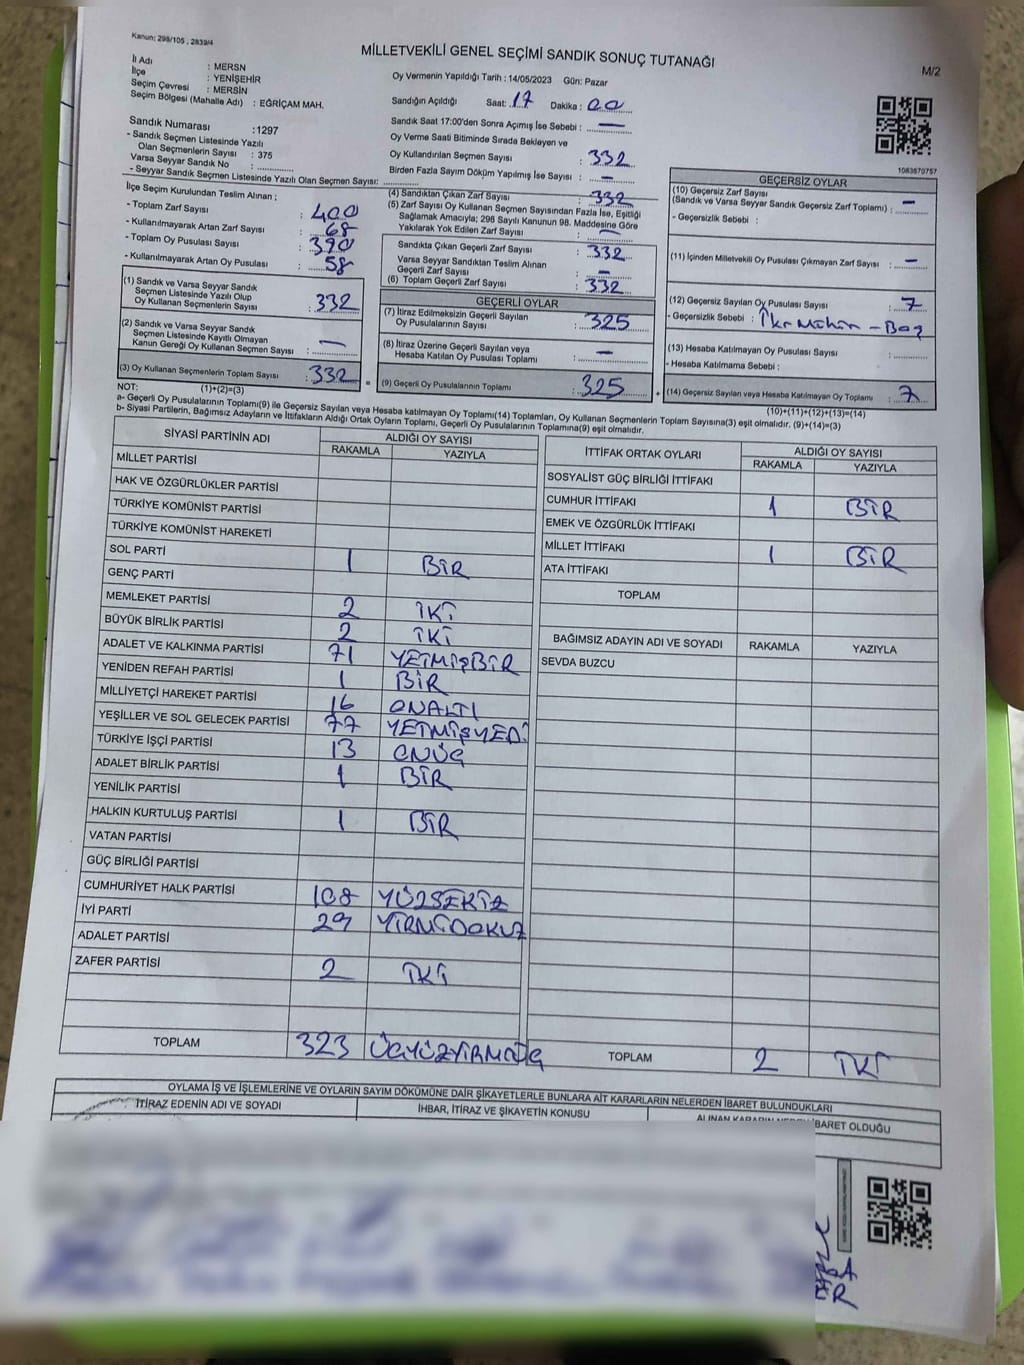 Kanun: 298/105 , 2839/4
MİLLETVEKİLİ GENEL SEÇİMİ SANDIK SONUÇ TUTANAĞI
M/2
İl Adı : MERSN
İlçe : YENİŞEHİR
Seçim Çevresi : MERSİN
Seçim Bölgesi (Mahalle Adı) : EĞRİÇAM MAH.
Sandık Numarası :1297
- Sandık Seçmen Listesinde Yazılı
Olan Seçmenlerin Sayısı : 375
Varsa Seyyar Sandık No :
- Seyyar Sandık Seçmen Listesinde Yazılı Olan Seçmen Sayısı:
Oy Vermenin Yapıldığı Tarih : 14/05/2023 Gün: Pazar
Sandığın Açıldığı Saat: 17 Dakika : 00
Sandık Saat 17:00'den Sonra Açımış İse Sebebi : —
Oy Verme Saati Bitiminde Sırada Bekleyen ve
Oy Kullandırılan Seçmen Sayısı : 332
Birden Fazla Sayım Döküm Yapılmış İse Sayısı : —
1083570757
İlçe Seçim Kurulundan Teslim Alınan ;
- Toplam Zarf Sayısı : 400
- Kullanılmayarak Artan Zarf Sayısı : 68
- Toplam Oy Pusulası Sayısı : 390
- Kullanılmayarak Artan Oy Pusulası : 58
(1) Sandık ve Varsa Seyyar Sandık
Seçmen Listesinde Yazılı Olup
Oy Kullanan Seçmenlerin Sayısı : 332
(2) Sandık ve Varsa Seyyar Sandık
Seçmen Listesinde Kayıtlı Olmayan
Kanun Gereği Oy Kullanan Seçmen Sayısı : —
(3) Oy Kullanan Seçmenlerin Toplam Sayısı : 332
(4) Sandıktan Çıkan Zarf Sayısı : 332
(5) Zarf Sayısı Oy Kullanan Seçmen Sayısından Fazla İse, Eşitliği
Sağlamak Amacıyla; 298 Sayılı Kanunun 98. Maddesine Göre
Yakılarak Yok Edilen Zarf Sayısı : —
Sandıkta Çıkan Geçerli Zarf Sayısı : 332
Varsa Seyyar Sandıktan Teslim Alınan
Geçerli Zarf Sayısı : —
(6) Toplam Geçerli Zarf Sayısı : 332
GEÇERLİ OYLAR
(7) İtiraz Edilmeksizin Geçerli Sayılan
Oy Pusulalarının Sayısı : 325
(8) İtiraz Üzerine Geçerli Sayılan veya
Hesaba Katılan Oy Pusulası Toplamı : —
= (9) Geçerli Oy Pusulalarının Toplamı : 325
GEÇERSİZ OYLAR
(10) Geçersiz Zarf Sayısı
(Sandık ve Varsa Seyyar Sandık Geçersiz Zarf Toplamı) : —
- Geçersizlik Sebebi :
(11) İçinden Milletvekili Oy Pusulası Çıkmayan Zarf Sayısı : —
(12) Geçersiz Sayılan Oy Pusulası Sayısı : 7
- Geçersizlik Sebebi :
(13) Hesaba Katılmayan Oy Pusulası Sayısı :
- Hesaba Katılmama Sebebi :
+ (14) Geçersiz Sayılan veya Hesaba Katılmayan Oy Toplamı : 7
NOT: (1)+(2)=(3)
(10)+(11)+(12)+(13)=(14)
a- Geçerli Oy Pusulalarının Toplamı(9) ile Geçersiz Sayılan veya Hesaba katılmayan Oy Toplamı(14) Toplamları, Oy Kullanan Seçmenlerin Toplam Sayısına(3) eşit olmalıdır. (9)+(14)=(3)
b- Siyasi Partilerin, Bağımsız Adayların ve İttifakların Aldığı Ortak Oyların Toplamı, Geçerli Oy Pusulalarının Toplamına(9) eşit olmalıdır.
SİYASİ PARTİNİN ADI ALDIĞI OY SAYISI
RAKAMLA YAZIYLA
MİLLET PARTİSİ
HAK VE ÖZGÜRLÜKLER PARTİSİ
TÜRKİYE KOMÜNİST PARTİSİ
TÜRKİYE KOMÜNİST HAREKETİ
SOL PARTİ 1 BİR
GENÇ PARTİ
MEMLEKET PARTİSİ 2 İKİ
BÜYÜK BİRLİK PARTİSİ 2 İKİ
ADALET VE KALKINMA PARTİSİ 71 YETMİŞBİR
YENİDEN REFAH PARTİSİ 1 BİR
MİLLİYETÇİ HAREKET PARTİSİ 16 ONALTI
YEŞİLLER VE SOL GELECEK PARTİSİ 77 YETMİŞYEDİ
TÜRKİYE İŞÇİ PARTİSİ 13 ONÜÇ
ADALET BİRLİK PARTİSİ 1 BİR
YENİLİK PARTİSİ
HALKIN KURTULUŞ PARTİSİ 1 BİR
VATAN PARTİSİ
GÜÇ BİRLİĞİ PARTİSİ
CUMHURİYET HALK PARTİSİ 108 YÜZSEKİZ
İYİ PARTİ 29 YİRMİDOKUZ
ADALET PARTİSİ
ZAFER PARTİSİ 2 İKİ
TOPLAM 323 ÜÇYÜZYİRMİÜÇ
İTTİFAK ORTAK OYLARI ALDIĞI OY SAYISI
RAKAMLA YAZIYLA
SOSYALİST GÜÇ BİRLİĞİ İTTİFAKI
CUMHUR İTTİFAKI 1 BİR
EMEK VE ÖZGÜRLÜK İTTİFAKI
MİLLET İTTİFAKI 1 BİR
ATA İTTİFAKI
TOPLAM
BAĞIMSIZ ADAYIN ADI VE SOYADI RAKAMLA YAZIYLA
SEVDA BUZCU
TOPLAM 2 İKİ
OYLAMA İŞ VE İŞLEMLERİNE VE OYLARIN SAYIM DÖKÜMÜNE DAİR ŞİKAYETLERLE BUNLARA AİT KARARLARIN NELERDEN İBARET BULUNDUKLARI
İTİRAZ EDENİN ADI VE SOYADI İHBAR, İTİRAZ VE ŞİKAYETİN KONUSU ALINAN KARARIN NEDEN İBARET OLDUĞU